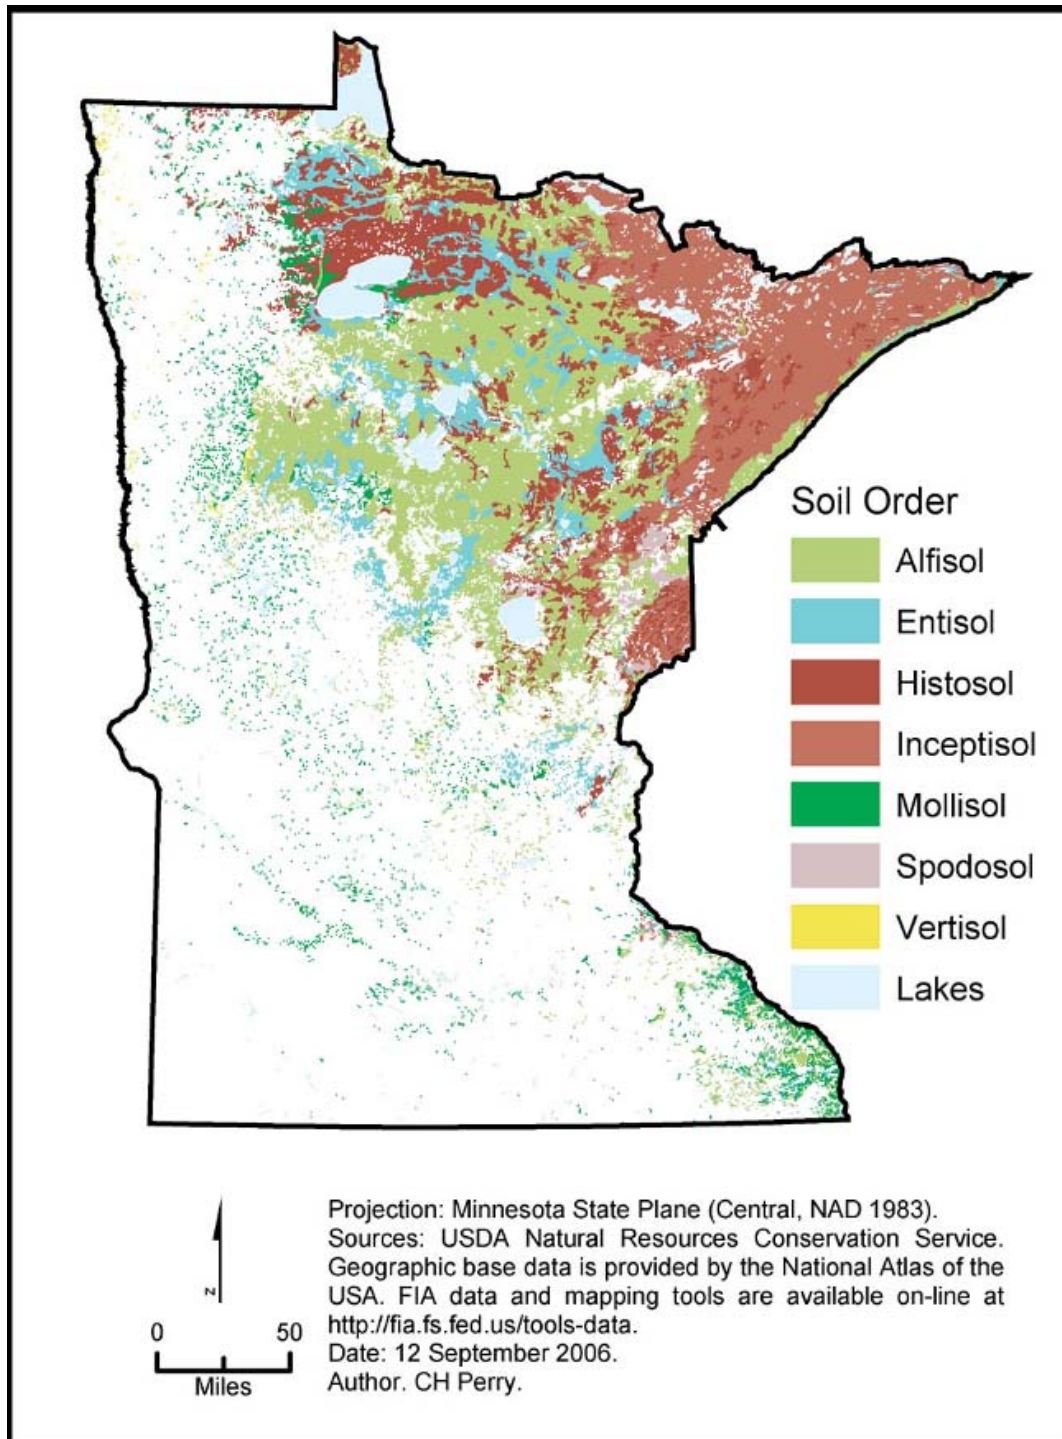 Soil Order
Alfisol
Entisol
Histosol
Inceptisol
Mollisol
Spodosol
Vertisol
Lakes
N
0 50
Miles
Projection: Minnesota State Plane (Central, NAD 1983).
Sources: USDA Natural Resources Conservation Service.
Geographic base data is provided by the National Atlas of the
USA. FIA data and mapping tools are available on-line at
http://fia.fs.fed.us/tools-data.
Date: 12 September 2006.
Author. CH Perry.